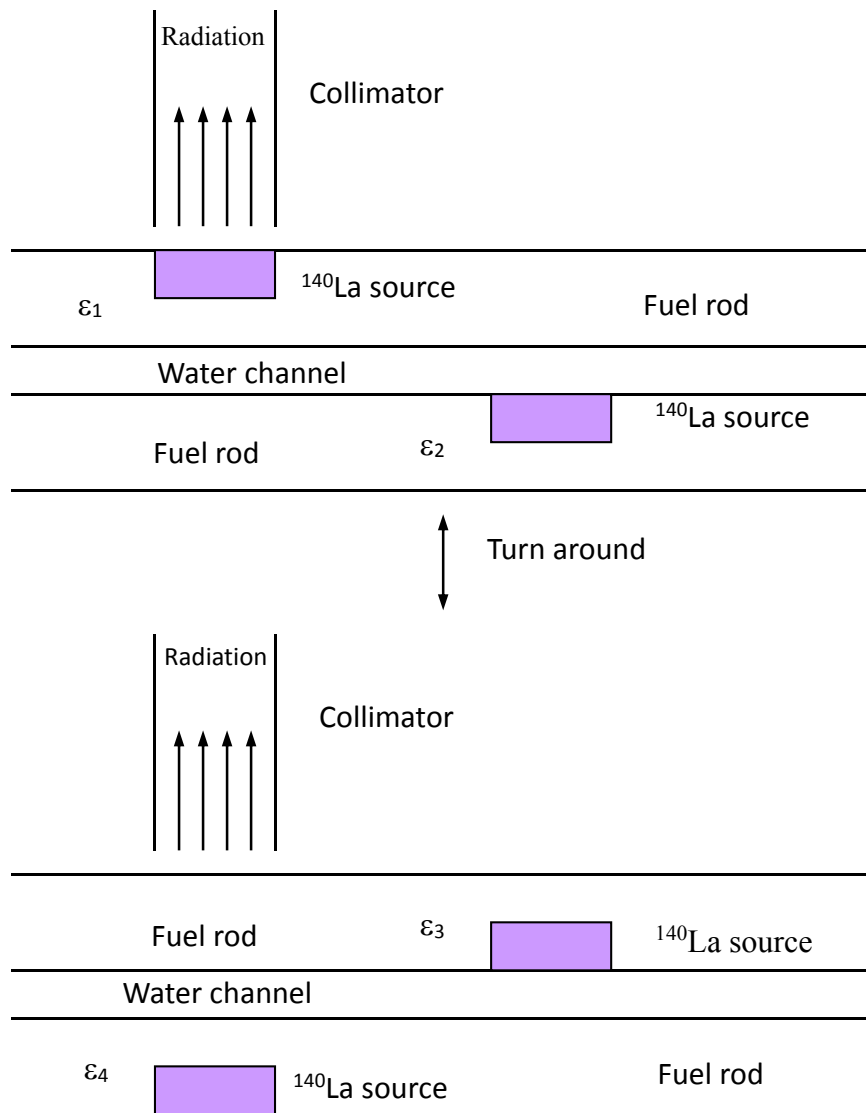 Radiation
Collimator
¹⁴⁰La source
ε₁
Fuel rod
Water channel
¹⁴⁰La source
Fuel rod
ε₂
Turn around
Radiation
Collimator
ε₃
Fuel rod
¹⁴⁰La source
Water channel
ε₄
¹⁴⁰La source
Fuel rod